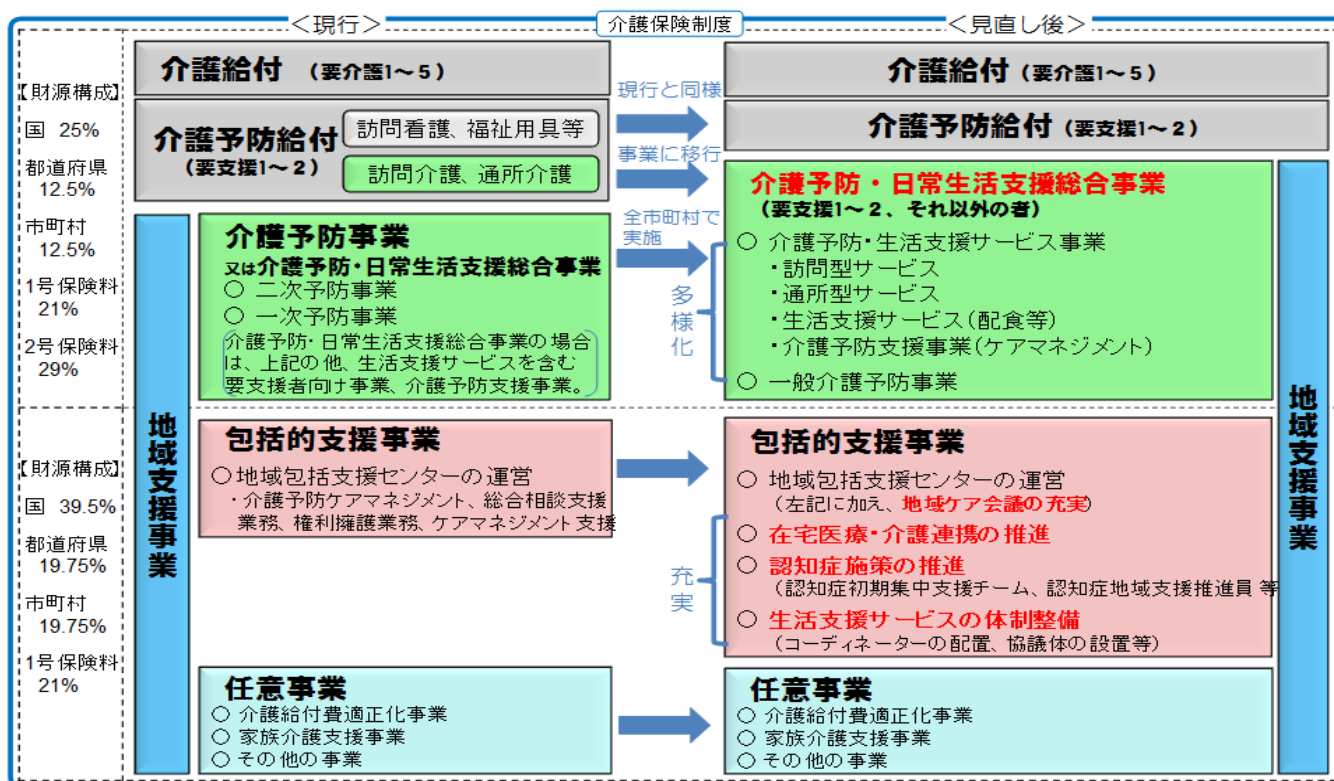 介護保険制度
<現行>
<見直し後>
【財源構成】
国 25%
都道府県
12.5%
市町村
12.5%
1号保険料
21%
2号保険料
29%
【財源構成】
国 39.5%
都道府県
19.75%
市町村
19.75%
1号保険料
21%
介護給付 (要介護1~5)
介護予防給付
(要支援1~2)
訪問看護、福祉用具等
訪問介護、通所介護
地域支援事業
介護予防事業
又は介護予防・日常生活支援総合事業
○ 二次予防事業
○ 一次予防事業
介護予防・日常生活支援総合事業の場合
は、上記の他、生活支援サービスを含む
要支援者向け事業、介護予防支援事業。
包括的支援事業
○地域包括支援センターの運営
・介護予防ケアマネジメント、総合相談支援
業務、権利擁護業務、ケアマネジメント支援
任意事業
○ 介護給付費適正化事業
○ 家族介護支援事業
○ その他の事業
現行と同様
事業に移行
全市町村で
実施
多様化
充実
介護給付 (要介護1~5)
介護予防給付 (要支援1~2)
介護予防・日常生活支援総合事業
(要支援1~2、それ以外の者)
○ 介護予防・生活支援サービス事業
・訪問型サービス
・通所型サービス
・生活支援サービス(配食等)
・介護予防支援事業(ケアマネジメント)
○ 一般介護予防事業
包括的支援事業
○ 地域包括支援センターの運営
(左記に加え、地域ケア会議の充実)
○ 在宅医療・介護連携の推進
○ 認知症施策の推進
(認知症初期集中支援チーム、認知症地域支援推進員 等
○ 生活支援サービスの体制整備
(コーディネーターの配置、協議体の設置等)
任意事業
○ 介護給付費適正化事業
○ 家族介護支援事業
○ その他の事業
地域支援事業